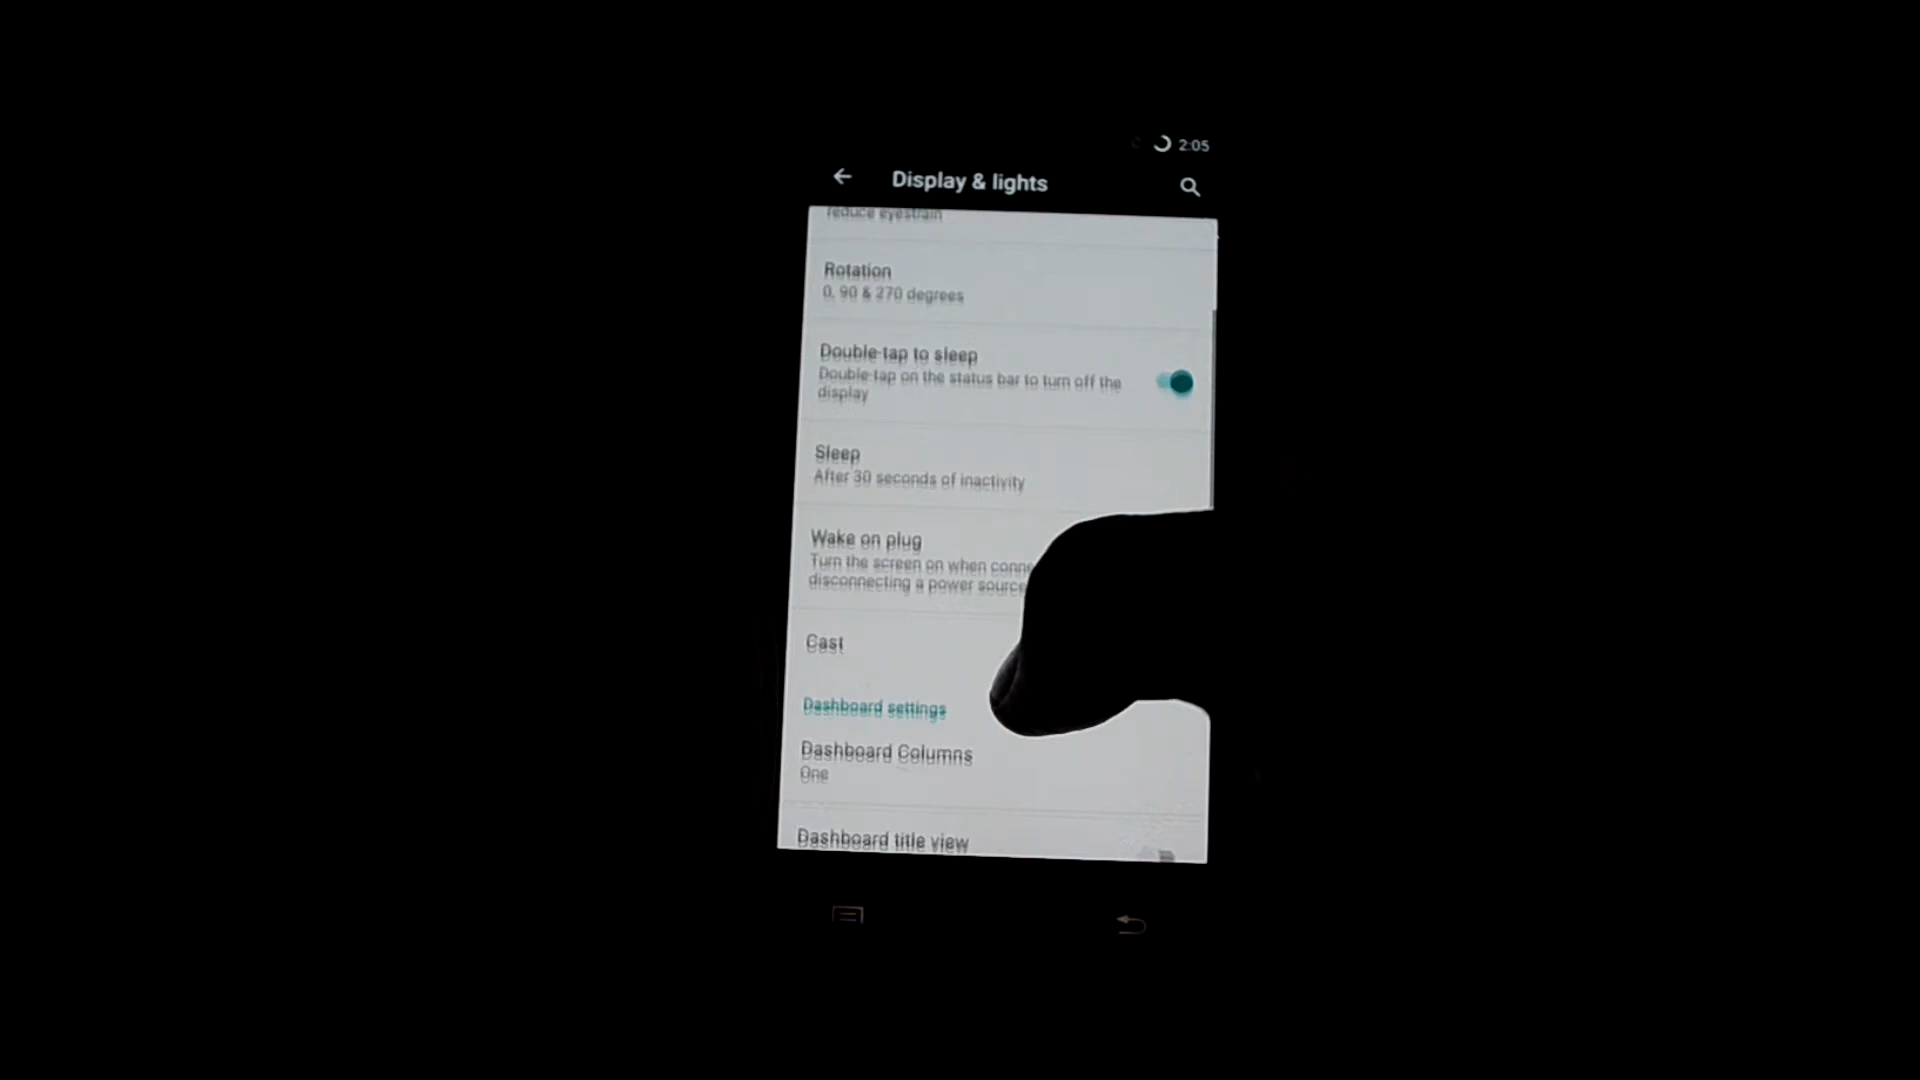 2:05
Display & lights
reduce eyestrain
Rotation
0, 90 & 270 degrees
Double-tap to sleep
Double-tap on the status bar to turn off the
display
Sleep
After 30 seconds of inactivity
Wake on plug
Turn the screen on when
disconnecting a power source
Cast
Dashboard settings
Dashboard Columns
One
Dashboard title view